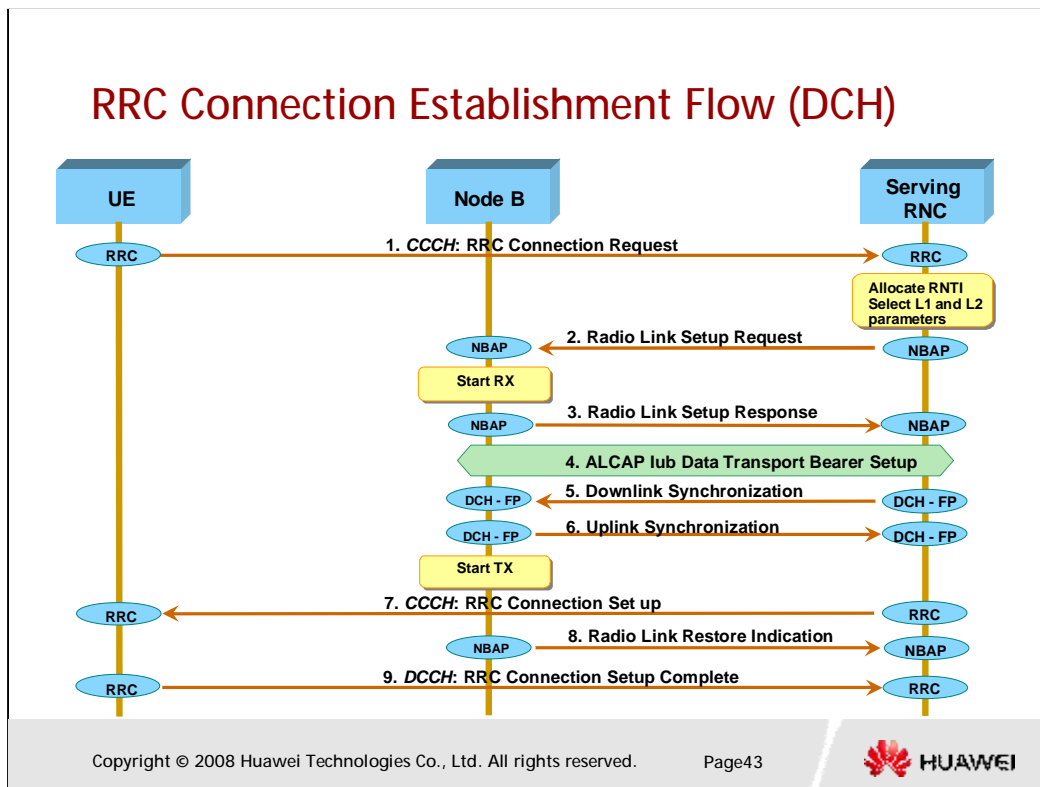 RRC Connection Establishment Flow (DCH)
UE
Node B
Serving
RNC
1. CCCH: RRC Connection Request
RRC
RRC
Allocate RNTI
Select L1 and L2
parameters
2. Radio Link Setup Request
NBAP
NBAP
Start RX
3. Radio Link Setup Response
NBAP
NBAP
4. ALCAP Iub Data Transport Bearer Setup
5. Downlink Synchronization
DCH - FP
DCH - FP
6. Uplink Synchronization
DCH - FP
DCH - FP
Start TX
7. CCCH: RRC Connection Set up
RRC
RRC
8. Radio Link Restore Indication
NBAP
NBAP
9. DCCH: RRC Connection Setup Complete
RRC
RRC
Copyright © 2008 Huawei Technologies Co., Ltd. All rights reserved.
Page43
HUAWEI